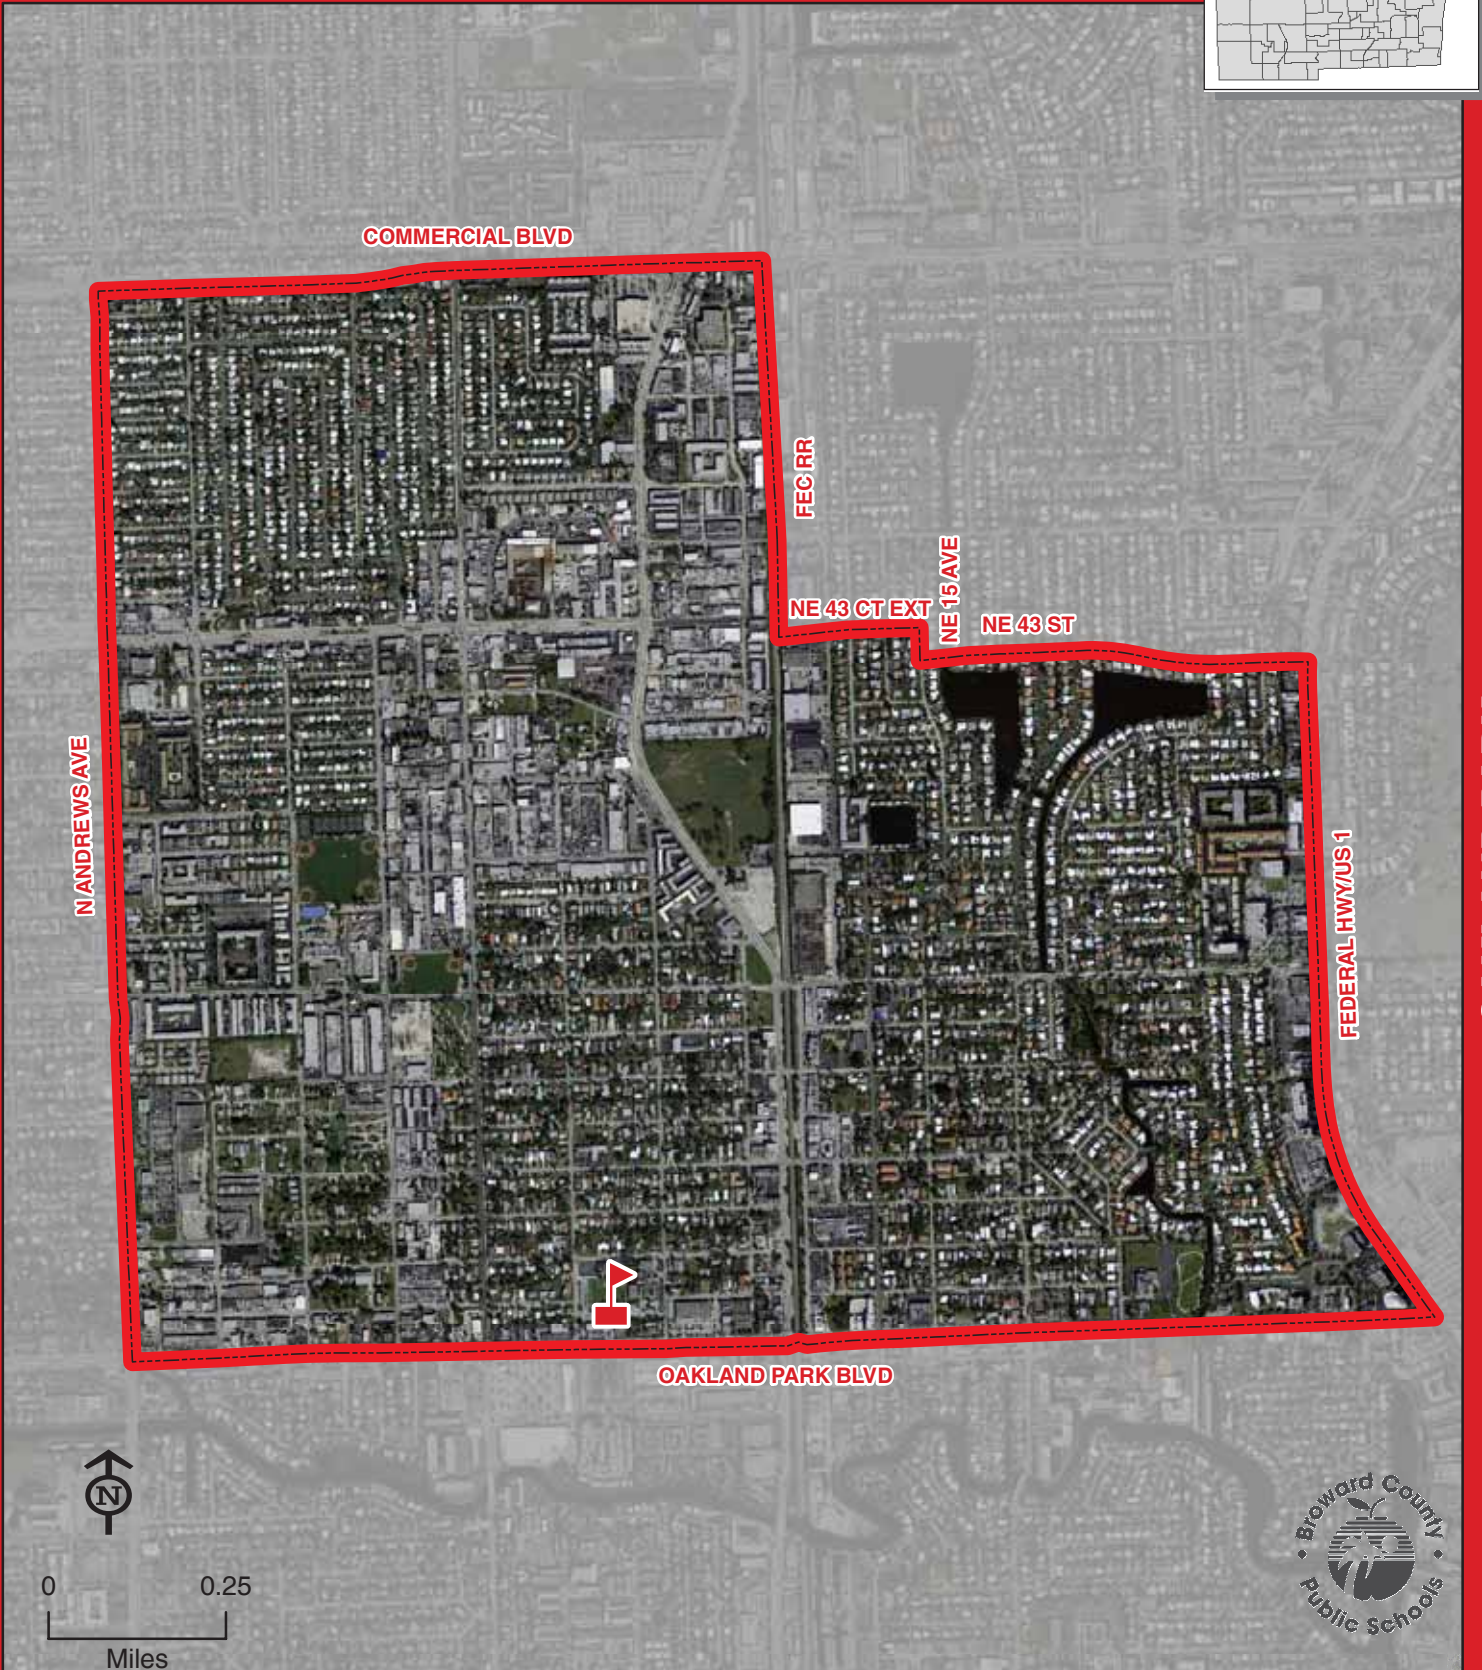 COMMERCIAL BLVD
FEC RR
NE 43 CT EXT
NE 15 AVE
NE 43 ST
N ANDREWS AVE
FEDERAL HWY/US 1
OAKLAND PARK BLVD
N
0 0.25
Miles
Broward County
Public Schools